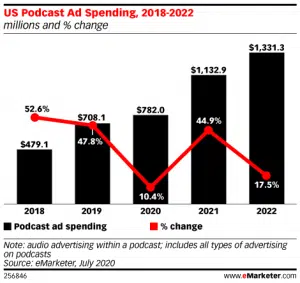 US Podcast Ad Spending, 2018-2022
millions and % change
$1,331.3
$1,132.9
52.6%
$708.1
$782.0
44.9%
$479.1
47.8%
10.4%
17.5%
2018 2019 2020 2021 2022
Podcast ad spending % change
Note: audio advertising within a podcast; includes all types of advertising
on podcasts
Source: eMarketer, July 2020
256846 www.eMarketer.com